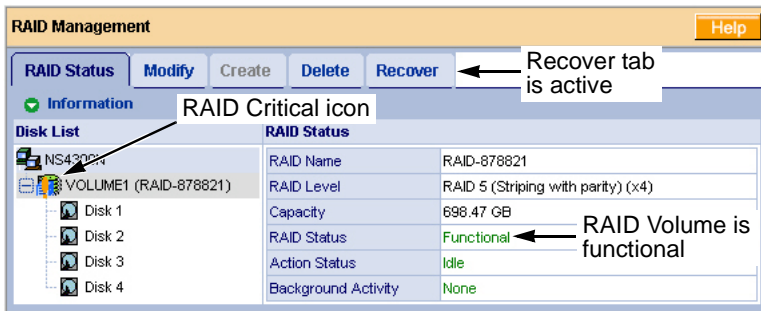 RAID Management
Help
RAID Status
Modify
Create
Delete
Recover
Recover tab
is active
Information
RAID Critical icon
Disk List
RAID Status
NS4300N
RAID Name
RAID-878821
VOLUME1 (RAID-878821)
RAID Level
RAID 5 (Striping with parity) (x4)
Disk 1
Capacity
698.47 GB
RAID Volume is
functional
Disk 2
RAID Status
Functional
Disk 3
Action Status
Idle
Disk 4
Background Activity
None